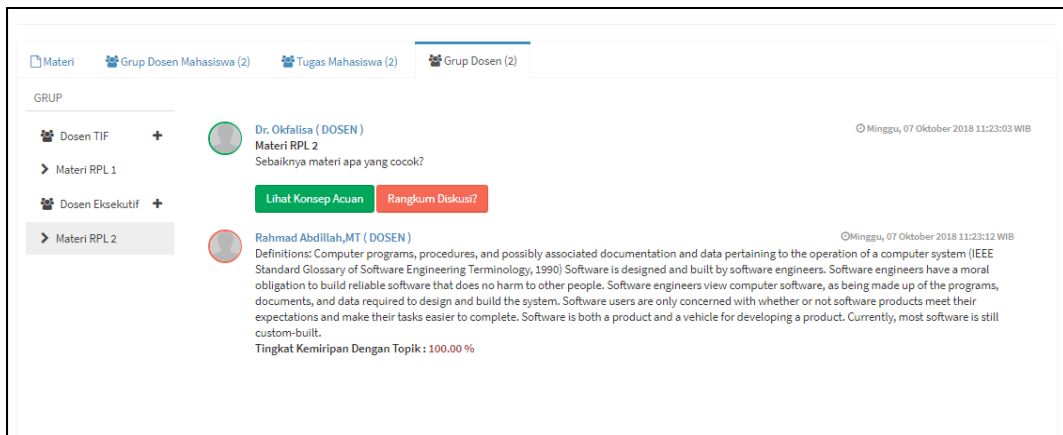 Materi
Grup Dosen Mahasiswa (2)
Tugas Mahasiswa (2)
Grup Dosen (2)
GRUP
Dosen TIF
Materi RPL 1
Dosen Eksekutif
Materi RPL 2
Dr. Okfalisa ( DOSEN )
Minggu, 07 Oktober 2018 11:23:03 WIB
Materi RPL 2
Sebaiknya materi apa yang cocok?
Lihat Konsep Acuan
Rangkum Diskusi?
Rahmad Abdillah,MT ( DOSEN )
Minggu, 07 Oktober 2018 11:23:12 WIB
Definitions: Computer programs, procedures, and possibly associated documentation and data pertaining to the operation of a computer system (IEEE
Standard Glossary of Software Engineering Terminology, 1990) Software is designed and built by software engineers. Software engineers have a moral
obligation to build reliable software that does no harm to other people. Software engineers view computer software, as being made up of the programs,
documents, and data required to design and build the system. Software users are only concerned with whether or not software products meet their
expectations and make their tasks easier to complete. Software is both a product and a vehicle for developing a product. Currently, most software is still
custom-built.
Tingkat Kemiripan Dengan Topik : 100.00 %